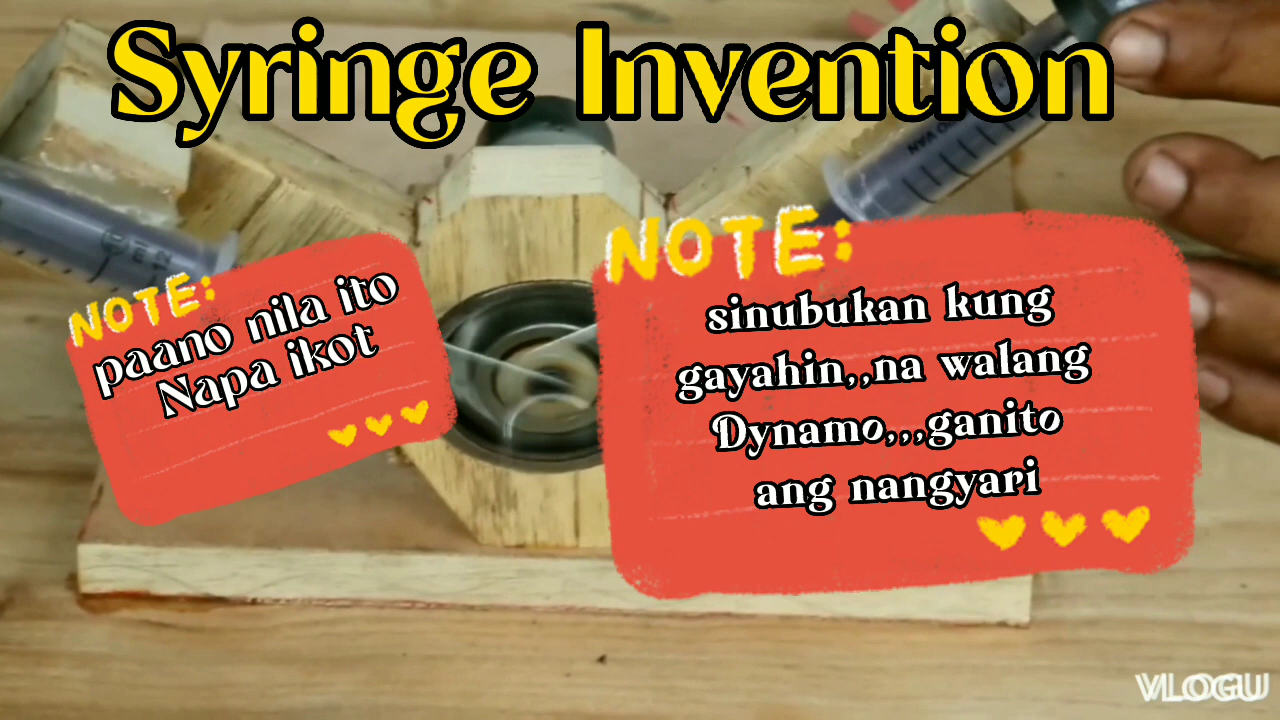 Syringe Invention
NOTE:
paano nila ito
Napa ikot
NOTE:
sinubukan kung
gayahin,,na walang
Dynamo,,,ganito
ang nangyari
VLOGU